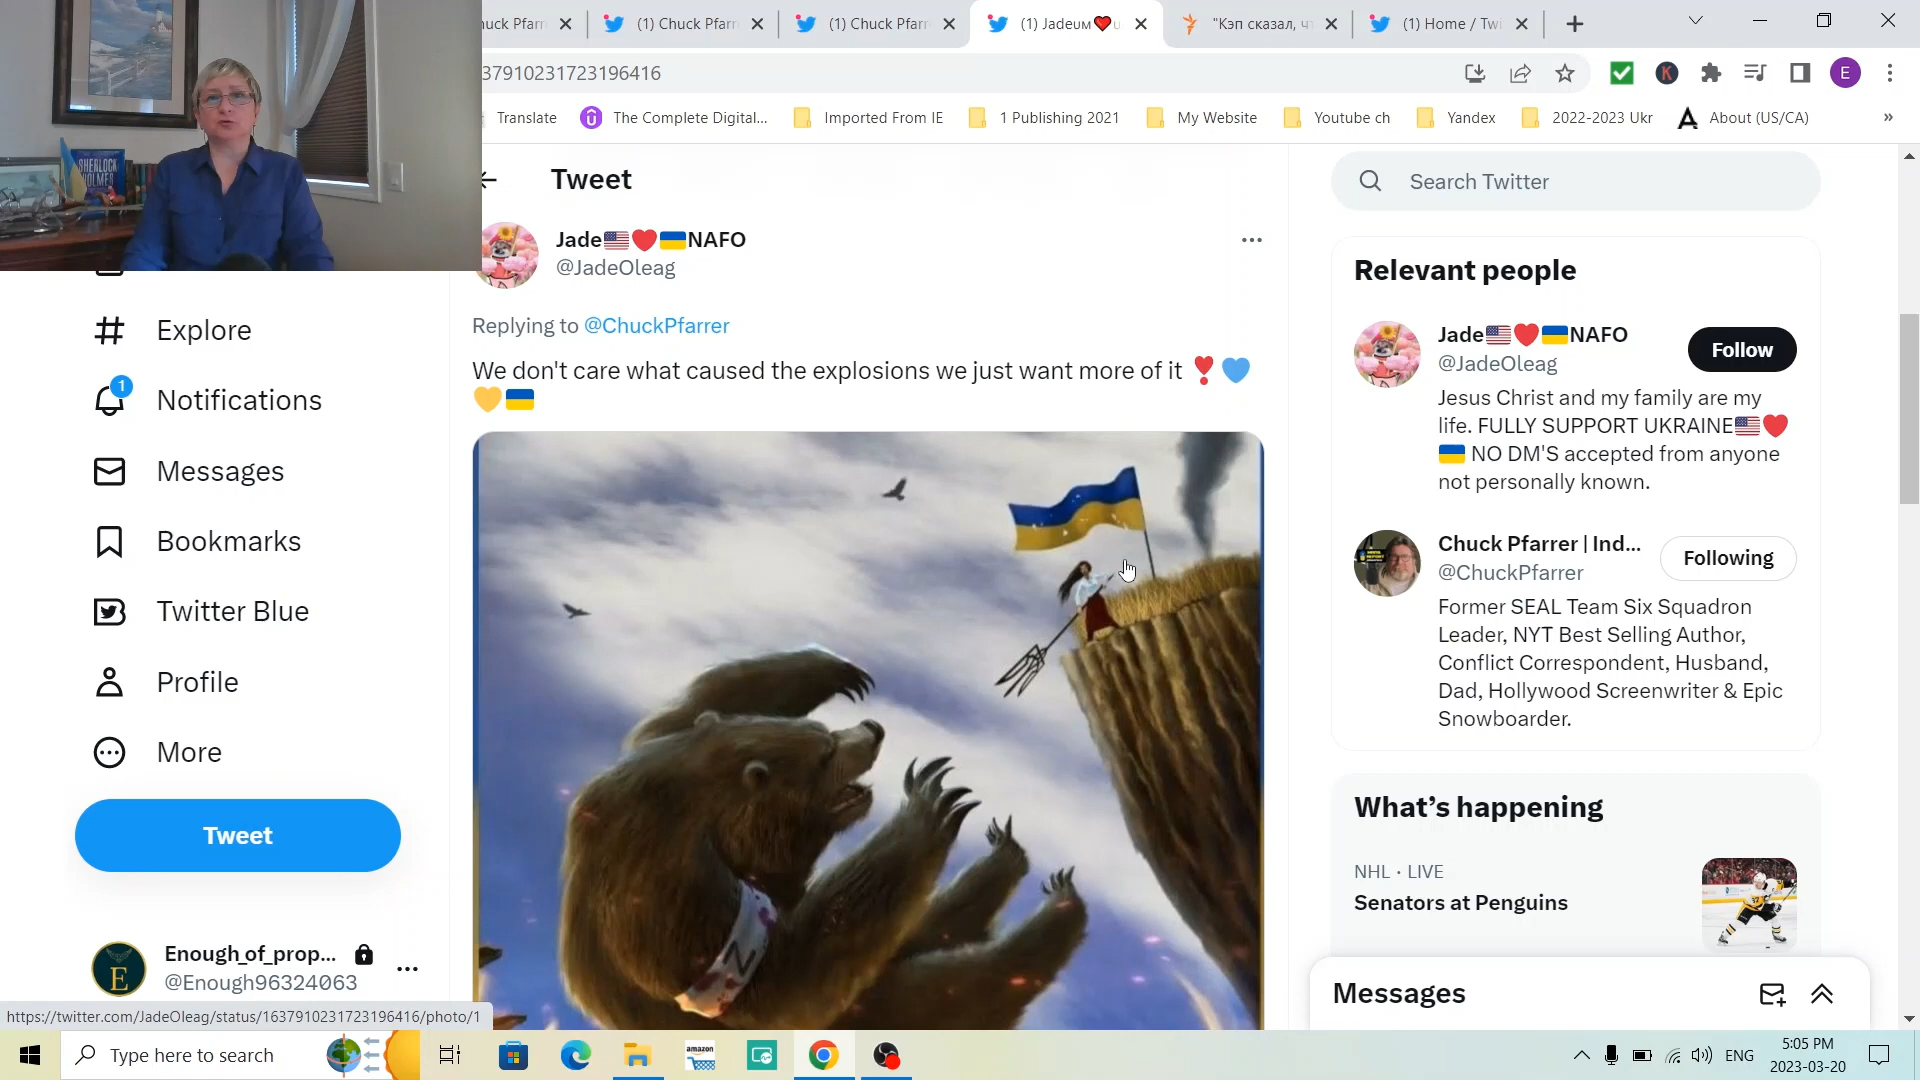 huck Pfarr
(1) Chuck Pfarr
(1) Chuck Pfarr
(1) Jade
"Кэп сказал, ч
(1) Home / Twi
37910231723196416
E
Translate
The Complete Digital...
Imported From IE
1 Publishing 2021
My Website
Youtube ch
Yandex
2022-2023 Ukr
About (US/CA)
»
SHERLOCK
HOLMES
Tweet
Search Twitter
Jade🇺🇸❤️🇺🇦NAFO
@JadeOleag
Replying to @ChuckPfarrer
We don't care what caused the explosions we just want more of it ❣️💙
💛🇺🇦
Z
Explore
1
Notifications
Messages
Bookmarks
Twitter Blue
Profile
More
Tweet
E
Enough_of_prop...
@Enough96324063
Relevant people
Jade🇺🇸❤️🇺🇦NAFO
@JadeOleag
Follow
Jesus Christ and my family are my
life. FULLY SUPPORT UKRAINE🇺🇸❤️
🇺🇦 NO DM'S accepted from anyone
not personally known.
Chuck Pfarrer | Ind...
@ChuckPfarrer
Following
Former SEAL Team Six Squadron
Leader, NYT Best Selling Author,
Conflict Correspondent, Husband,
Dad, Hollywood Screenwriter & Epic
Snowboarder.
What's happening
NHL · LIVE
Senators at Penguins
Messages
https://twitter.com/JadeOleag/status/1637910231723196416/photo/1
Type here to search
amazon
ENG
5:05 PM
2023-03-20